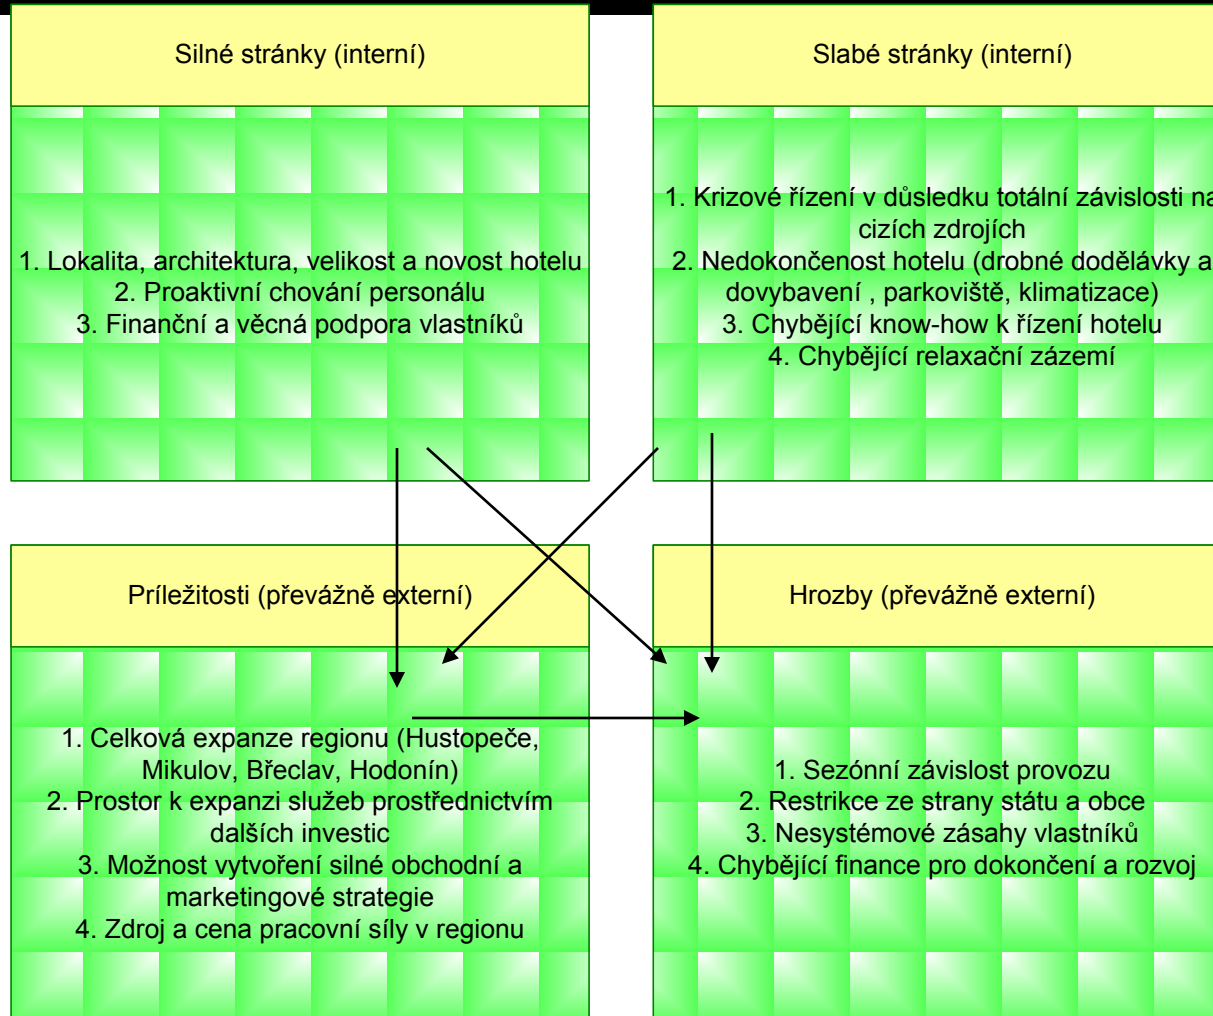 Silné stránky (interní)
1. Lokalita, architektura, velikost a novost hotelu
2. Proaktivní chování personálu
3. Finanční a věcná podpora vlastníků
Slabé stránky (interní)
1. Krizové řízení v důsledku totální závislosti na
cizích zdrojích
2. Nedokončenost hotelu (drobné dodělávky a
dovybavení , parkoviště, klimatizace)
3. Chybějící know-how k řízení hotelu
4. Chybějící relaxační zázemí
Príležitosti (převážně externí)
1. Celková expanze regionu (Hustopeče,
Mikulov, Břeclav, Hodonín)
2. Prostor k expanzi služeb prostřednictvím
dalších investic
3. Možnost vytvoření silné obchodní a
marketingové strategie
4. Zdroj a cena pracovní síly v regionu
Hrozby (převážně externí)
1. Sezónní závislost provozu
2. Restrikce ze strany státu a obce
3. Nesystémové zásahy vlastníků
4. Chybějící finance pro dokončení a rozvoj